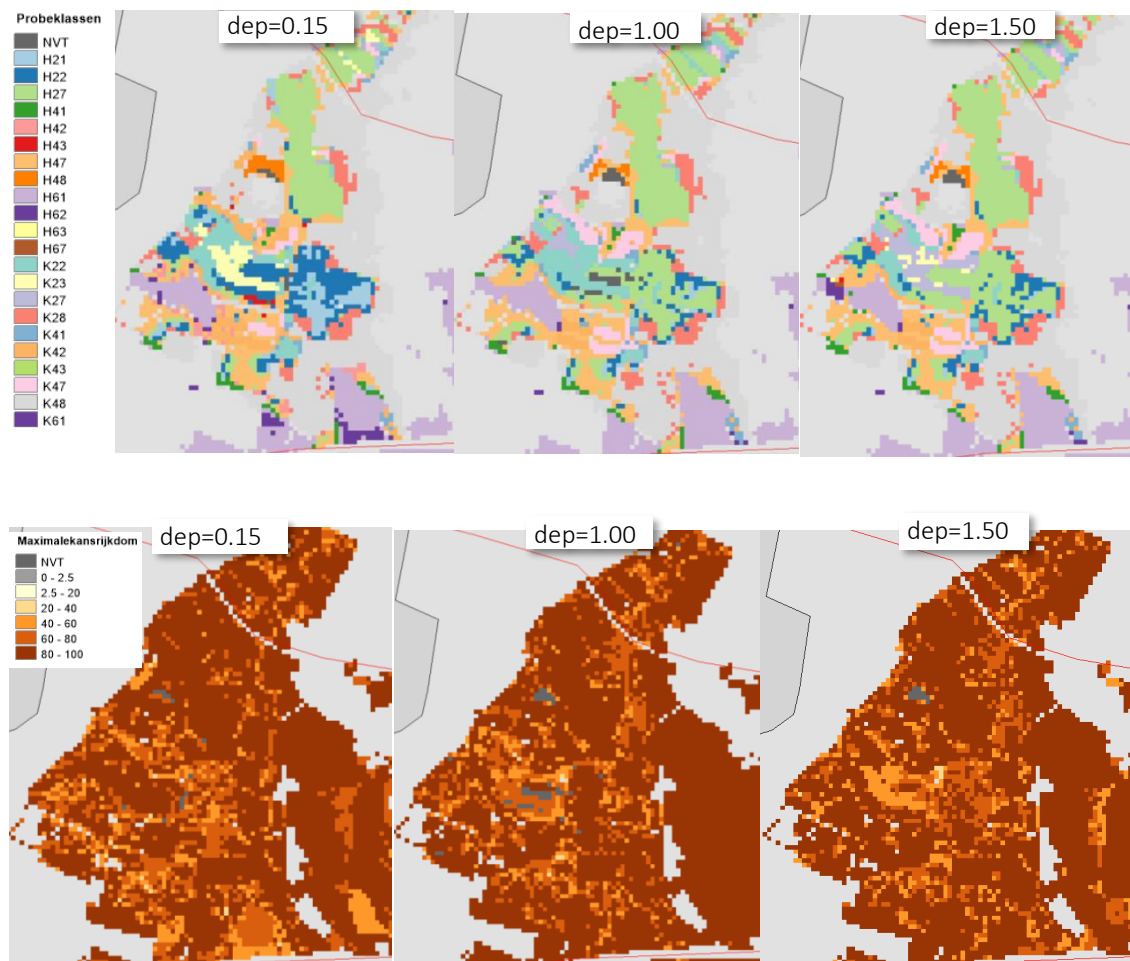 Probeklassen
NVT
H21
H22
H27
H41
H42
H43
H47
H48
H61
H62
H63
H67
K22
K23
K27
K28
K41
K42
K43
K47
K48
K61
dep=0.15
dep=1.00
dep=1.50
Maximalekansrijkdom
NVT
0 - 2.5
2.5 - 20
20 - 40
40 - 60
60 - 80
80 - 100
dep=0.15
dep=1.00
dep=1.50